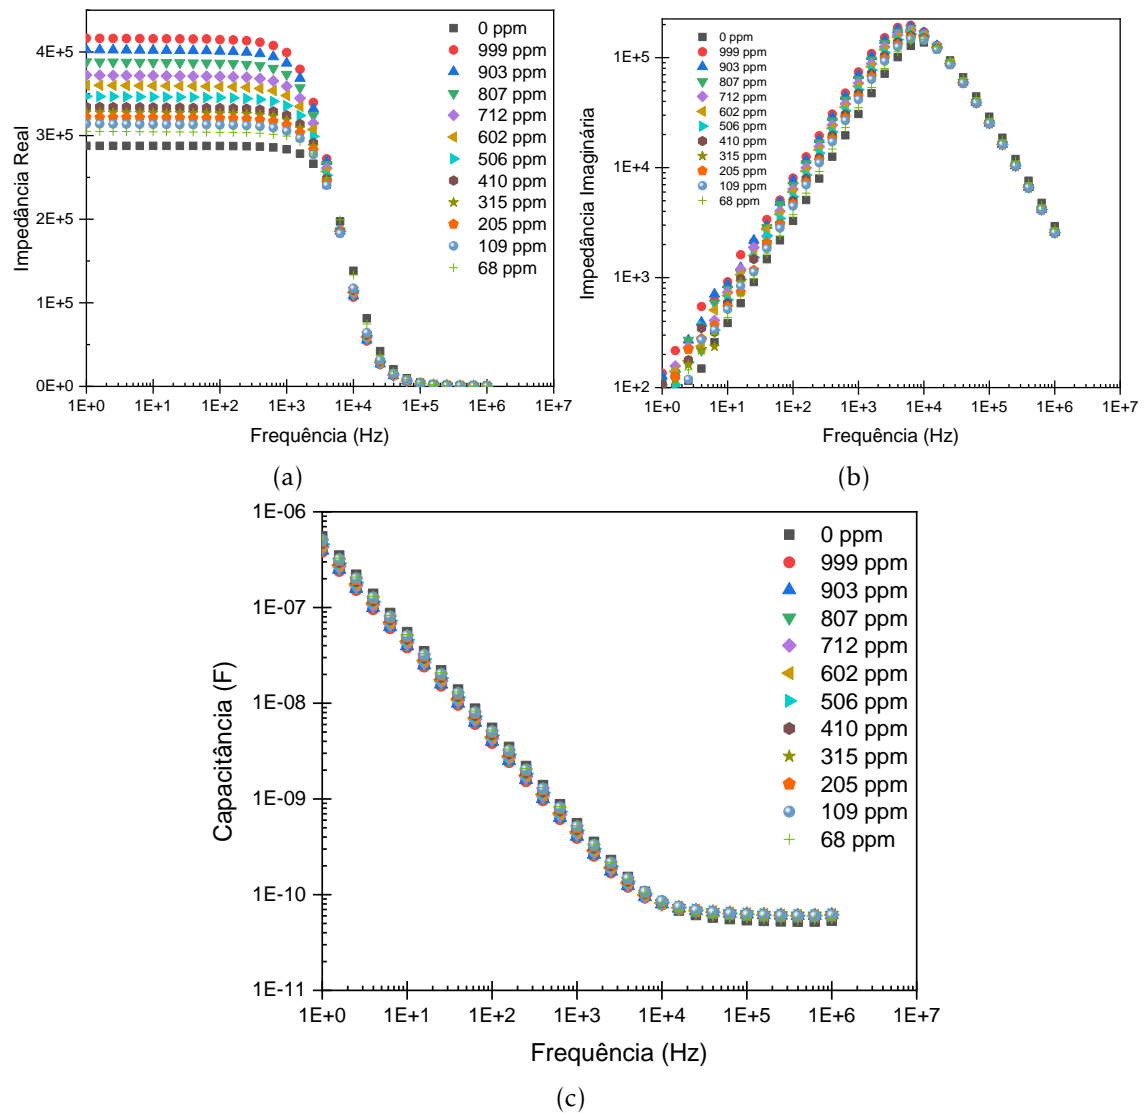 4E+5
3E+5
2E+5
1E+5
0E+0
Impedância Real
1E+0 1E+1 1E+2 1E+3 1E+4 1E+5 1E+6 1E+7
Frequência (Hz)
0 ppm
999 ppm
903 ppm
807 ppm
712 ppm
602 ppm
506 ppm
410 ppm
315 ppm
205 ppm
109 ppm
68 ppm
(a)
1E+5
1E+4
1E+3
1E+2
Impedância Imaginária
1E+0 1E+1 1E+2 1E+3 1E+4 1E+5 1E+6 1E+7
Frequência (Hz)
0 ppm
999 ppm
903 ppm
807 ppm
712 ppm
602 ppm
506 ppm
410 ppm
315 ppm
205 ppm
109 ppm
68 ppm
(b)
1E-06
1E-07
1E-08
1E-09
1E-10
1E-11
Capacitância (F)
1E+0 1E+1 1E+2 1E+3 1E+4 1E+5 1E+6 1E+7
Frequência (Hz)
0 ppm
999 ppm
903 ppm
807 ppm
712 ppm
602 ppm
506 ppm
410 ppm
315 ppm
205 ppm
109 ppm
68 ppm
(c)